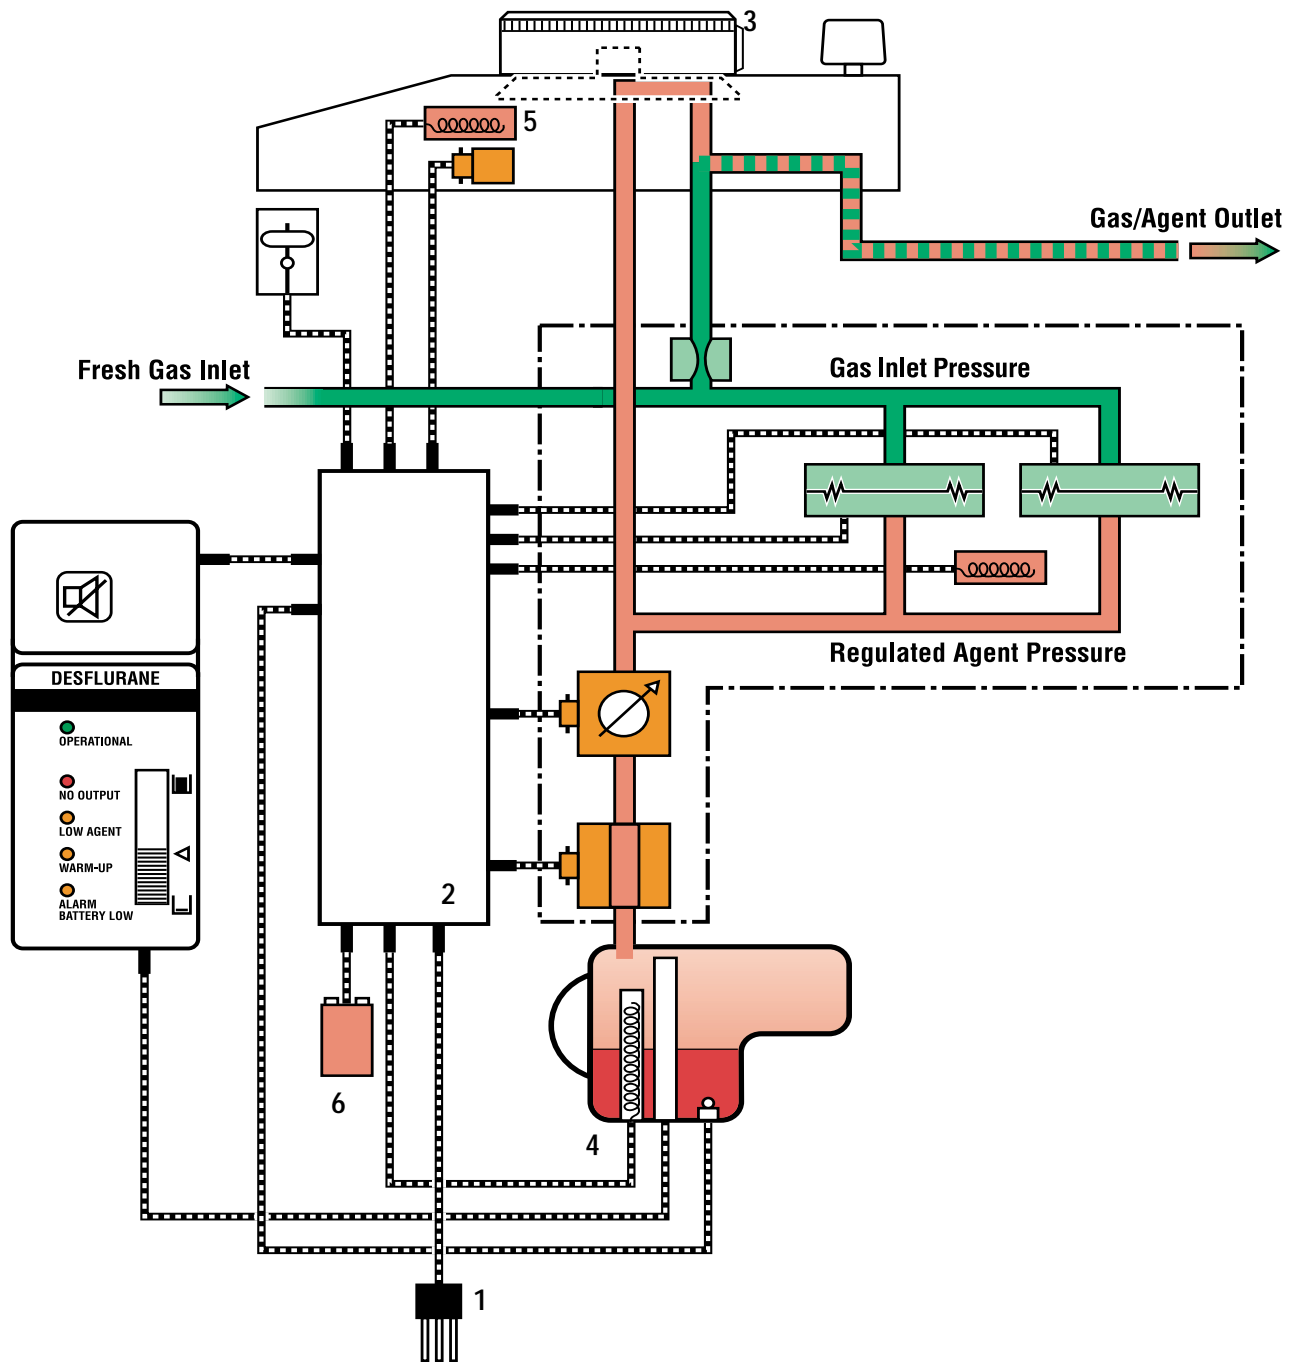 3
5
Gas/Agent Outlet
Fresh Gas Inlet
Gas Inlet Pressure
Regulated Agent Pressure
DESFLURANE
OPERATIONAL
NO OUTPUT
LOW AGENT
WARM-UP
ALARM
BATTERY LOW
2
6
4
1